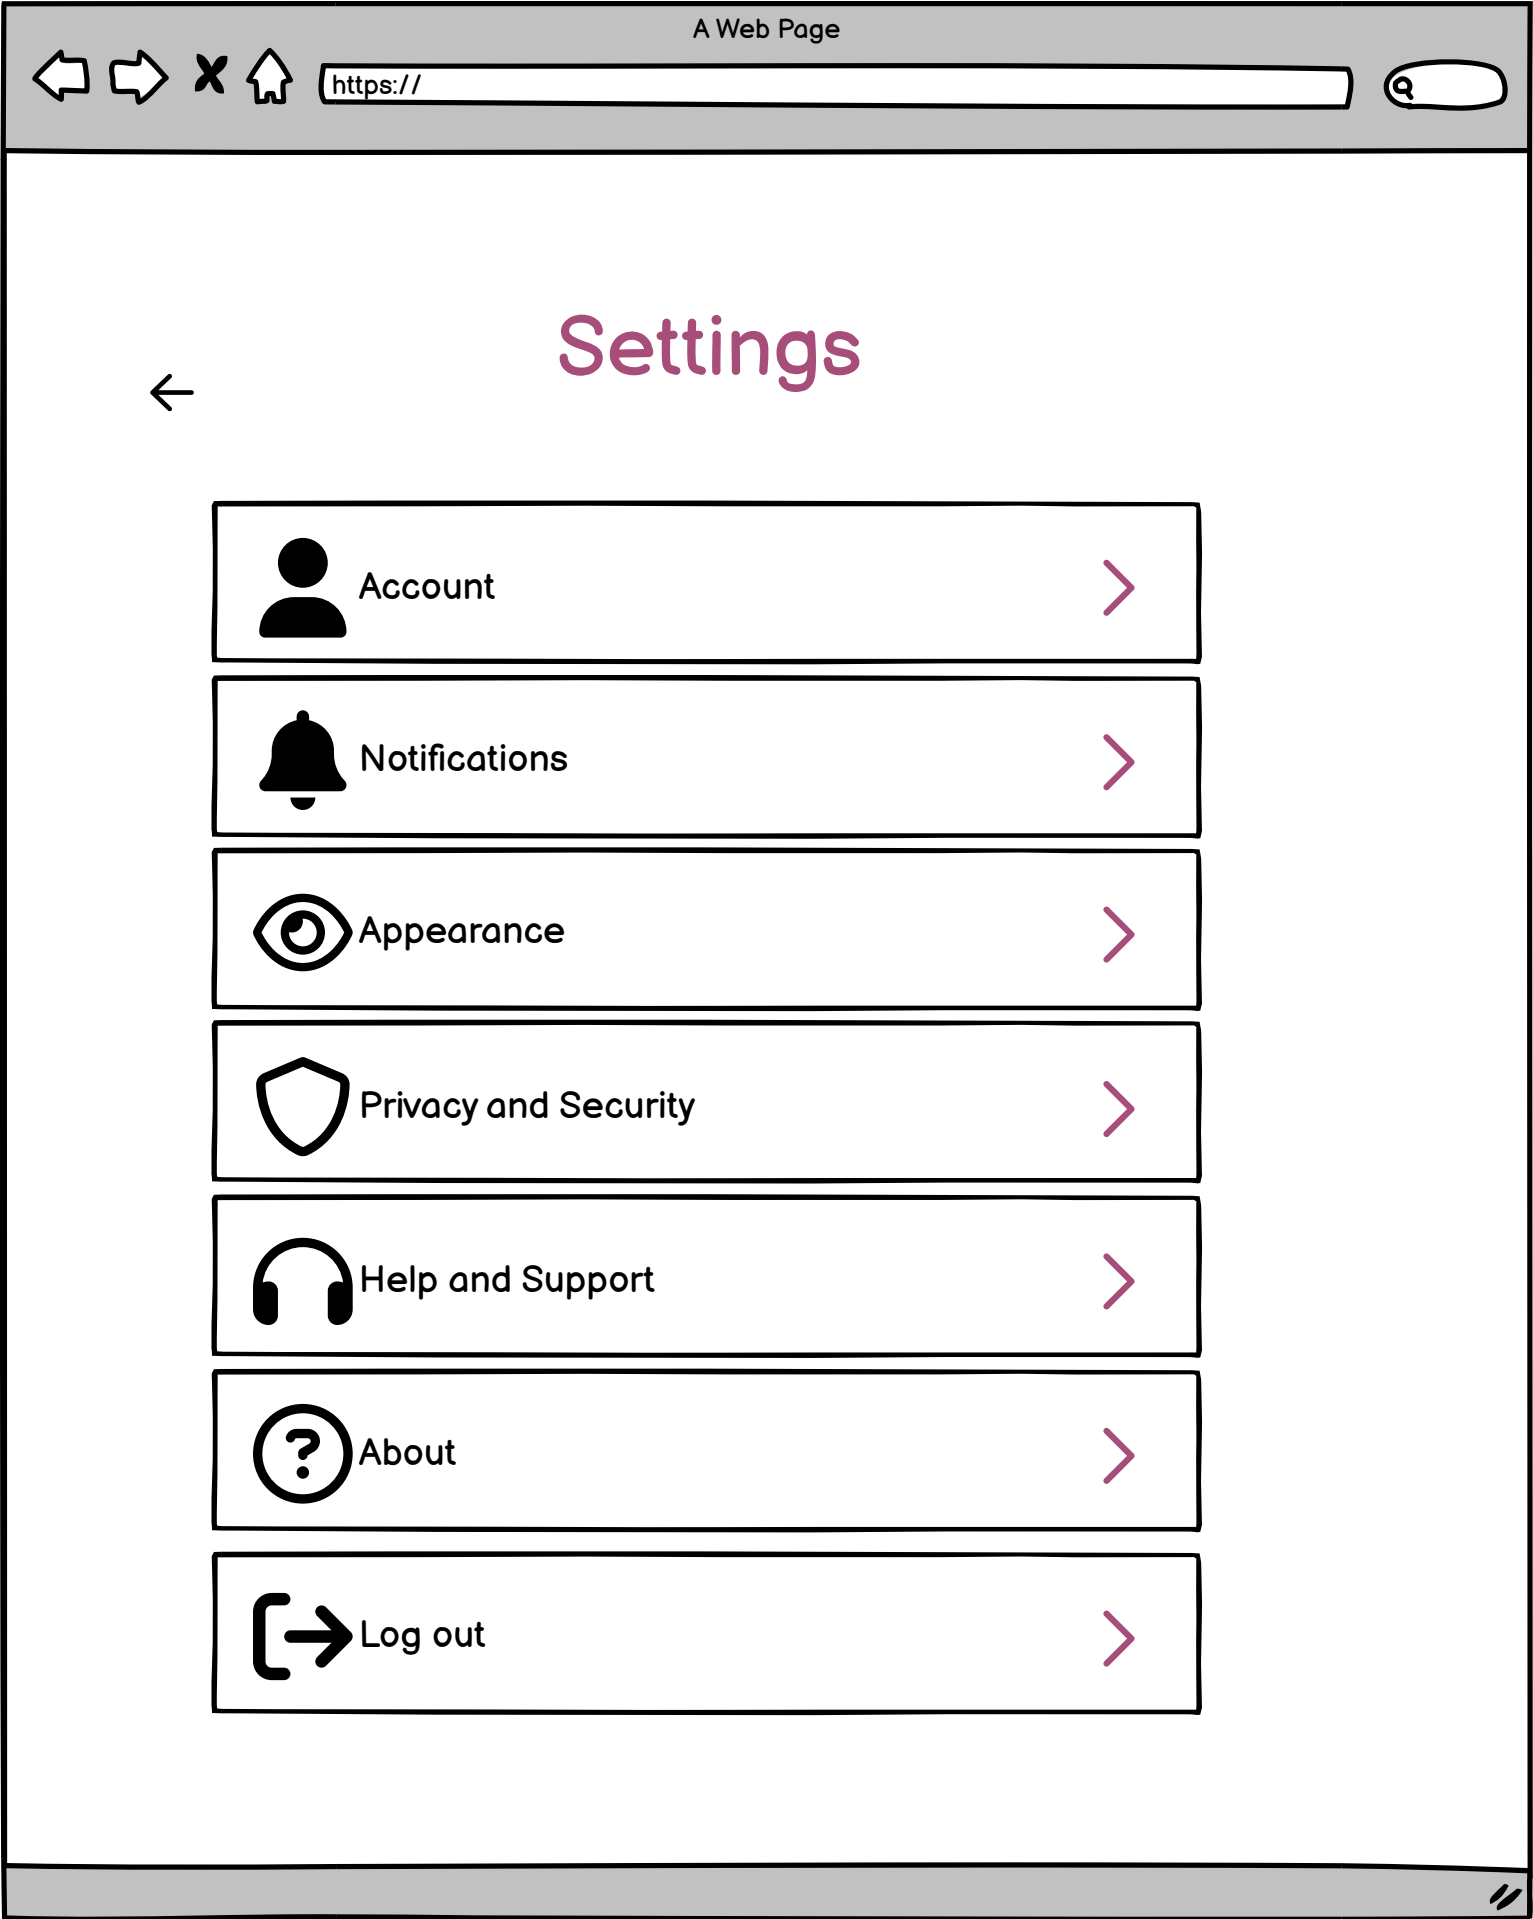 A Web Page
https://
Settings
Account
Notifications
Appearance
Privacy and Security
Help and Support
About
Log out